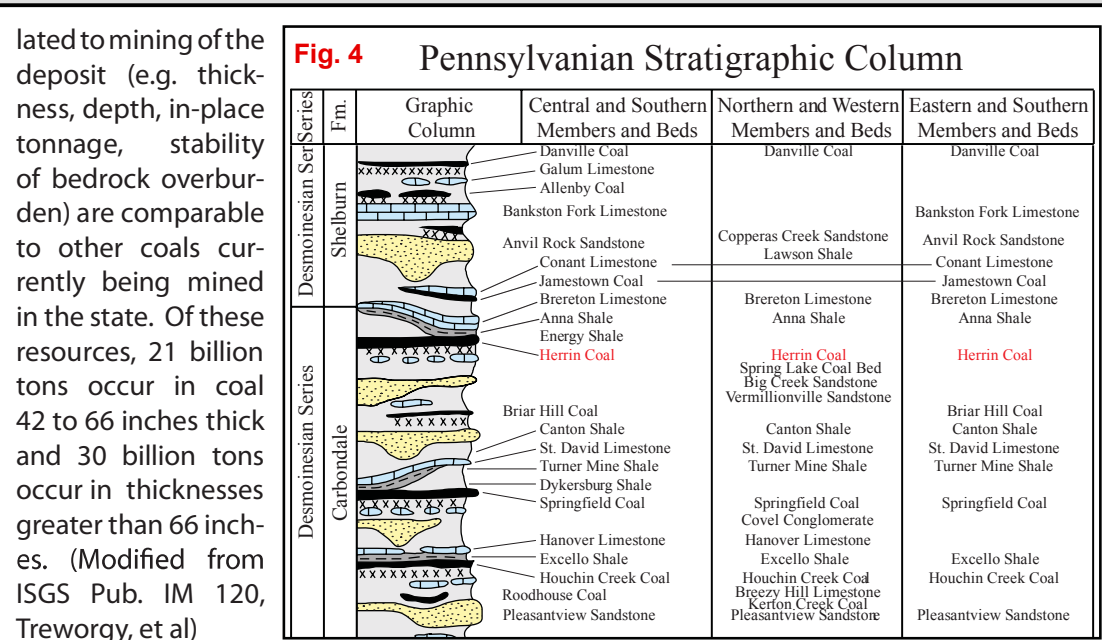 lated to mining of the
deposit (e.g. thick-
ness, depth, in-place
tonnage, stability
of bedrock overbur-
den) are comparable
to other coals cur-
rently being mined
in the state. Of these
resources, 21 billion
tons occur in coal
42 to 66 inches thick
and 30 billion tons
occur in thicknesses
greater than 66 inch-
es. (Modified from
ISGS Pub. IM 120,
Treworgy, et al)
Fig. 4 Pennsylvanian Stratigraphic Column
Series
Fm.
Graphic
Column
Central and Southern
Members and Beds
Northern and Western
Members and Beds
Eastern and Southern
Members and Beds
Desmoinesian Ser
Shelburn
Desmoinesian Series
Carbondale
Danville Coal
Galum Limestone
Allenby Coal
Bankston Fork Limestone
Anvil Rock Sandstone
Conant Limestone
Jamestown Coal
Brereton Limestone
Anna Shale
Energy Shale
Herrin Coal
Briar Hill Coal
Canton Shale
St. David Limestone
Turner Mine Shale
Dykersburg Shale
Springfield Coal
Hanover Limestone
Excello Shale
Houchin Creek Coal
Roodhouse Coal
Pleasantview Sandstone
Danville Coal
Copperas Creek Sandstone
Lawson Shale
Brereton Limestone
Anna Shale
Herrin Coal
Spring Lake Coal Bed
Big Creek Sandstone
Vermillionville Sandstone
Canton Shale
St. David Limestone
Turner Mine Shale
Springfield Coal
Covel Conglomerate
Hanover Limestone
Excello Shale
Houchin Creek Coal
Breezy Hill Limestone
Kerton Creek Coal
Pleasantview Sandstone
Danville Coal
Bankston Fork Limestone
Anvil Rock Sandstone
Conant Limestone
Jamestown Coal
Brereton Limestone
Anna Shale
Herrin Coal
Briar Hill Coal
Canton Shale
St. David Limestone
Turner Mine Shale
Springfield Coal
Excello Shale
Houchin Creek Coal
Pleasantview Sandstone